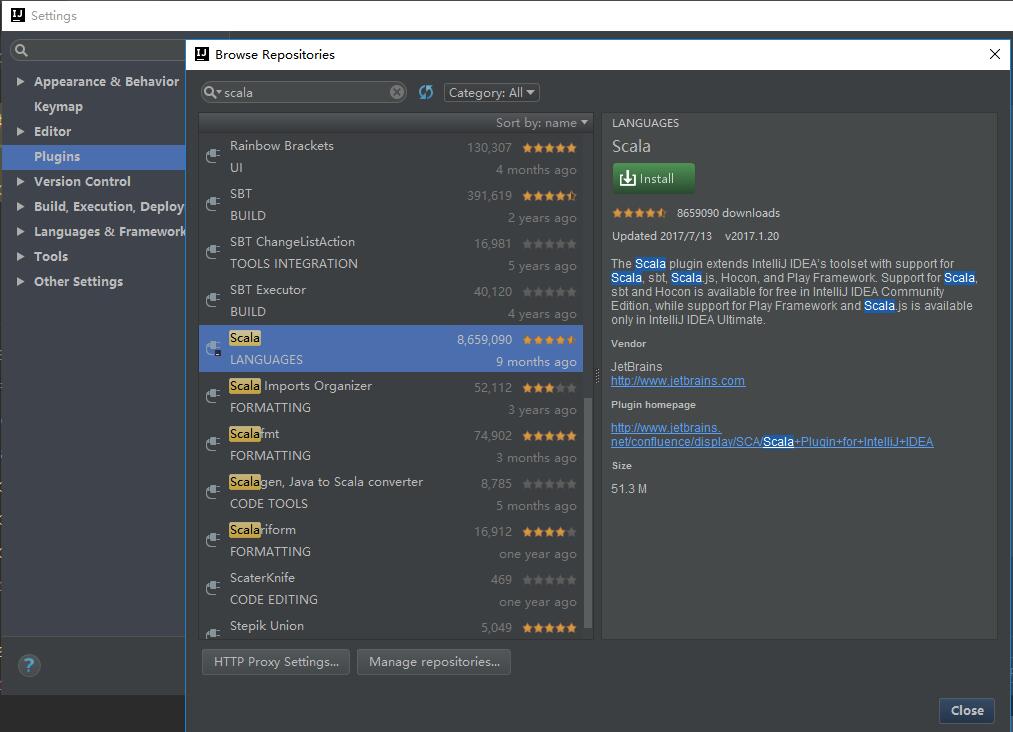 Settings
Appearance & Behavior
Keymap
Editor
Plugins
Version Control
Build, Execution, Deploy
Languages & Framework
Tools
Other Settings
?
Browse Repositories
scala
Category: All
Sort by: name
Rainbow Brackets 130,307
UI 4 months ago
SBT 391,619
BUILD 2 years ago
SBT ChangeListAction 16,981
TOOLS INTEGRATION 5 years ago
SBT Executor 40,120
BUILD 4 years ago
Scala 8,659,090
LANGUAGES 9 months ago
Scala Imports Organizer 52,112
FORMATTING 3 years ago
Scalafmt 74,902
FORMATTING 3 months ago
Scalagen, Java to Scala converter 8,785
CODE TOOLS 5 months ago
Scalariform 16,912
FORMATTING one year ago
ScaterKnife 469
CODE EDITING one year ago
Stepik Union 5,049
LANGUAGES
Scala
Install
8659090 downloads
Updated 2017/7/13 v2017.1.20
The Scala plugin extends IntelliJ IDEA's toolset with support for
Scala, sbt, Scala.js, Hocon, and Play Framework. Support for Scala,
sbt and Hocon is available for free in IntelliJ IDEA Community
Edition, while support for Play Framework and Scala.js is available
only in IntelliJ IDEA Ultimate.
Vendor
JetBrains
http://www.jetbrains.com
Plugin homepage
http://www.jetbrains.
net/confluence/display/SCA/Scala+Plugin+for+IntelliJ+IDEA
Size
51.3 M
HTTP Proxy Settings...
Manage repositories...
Close